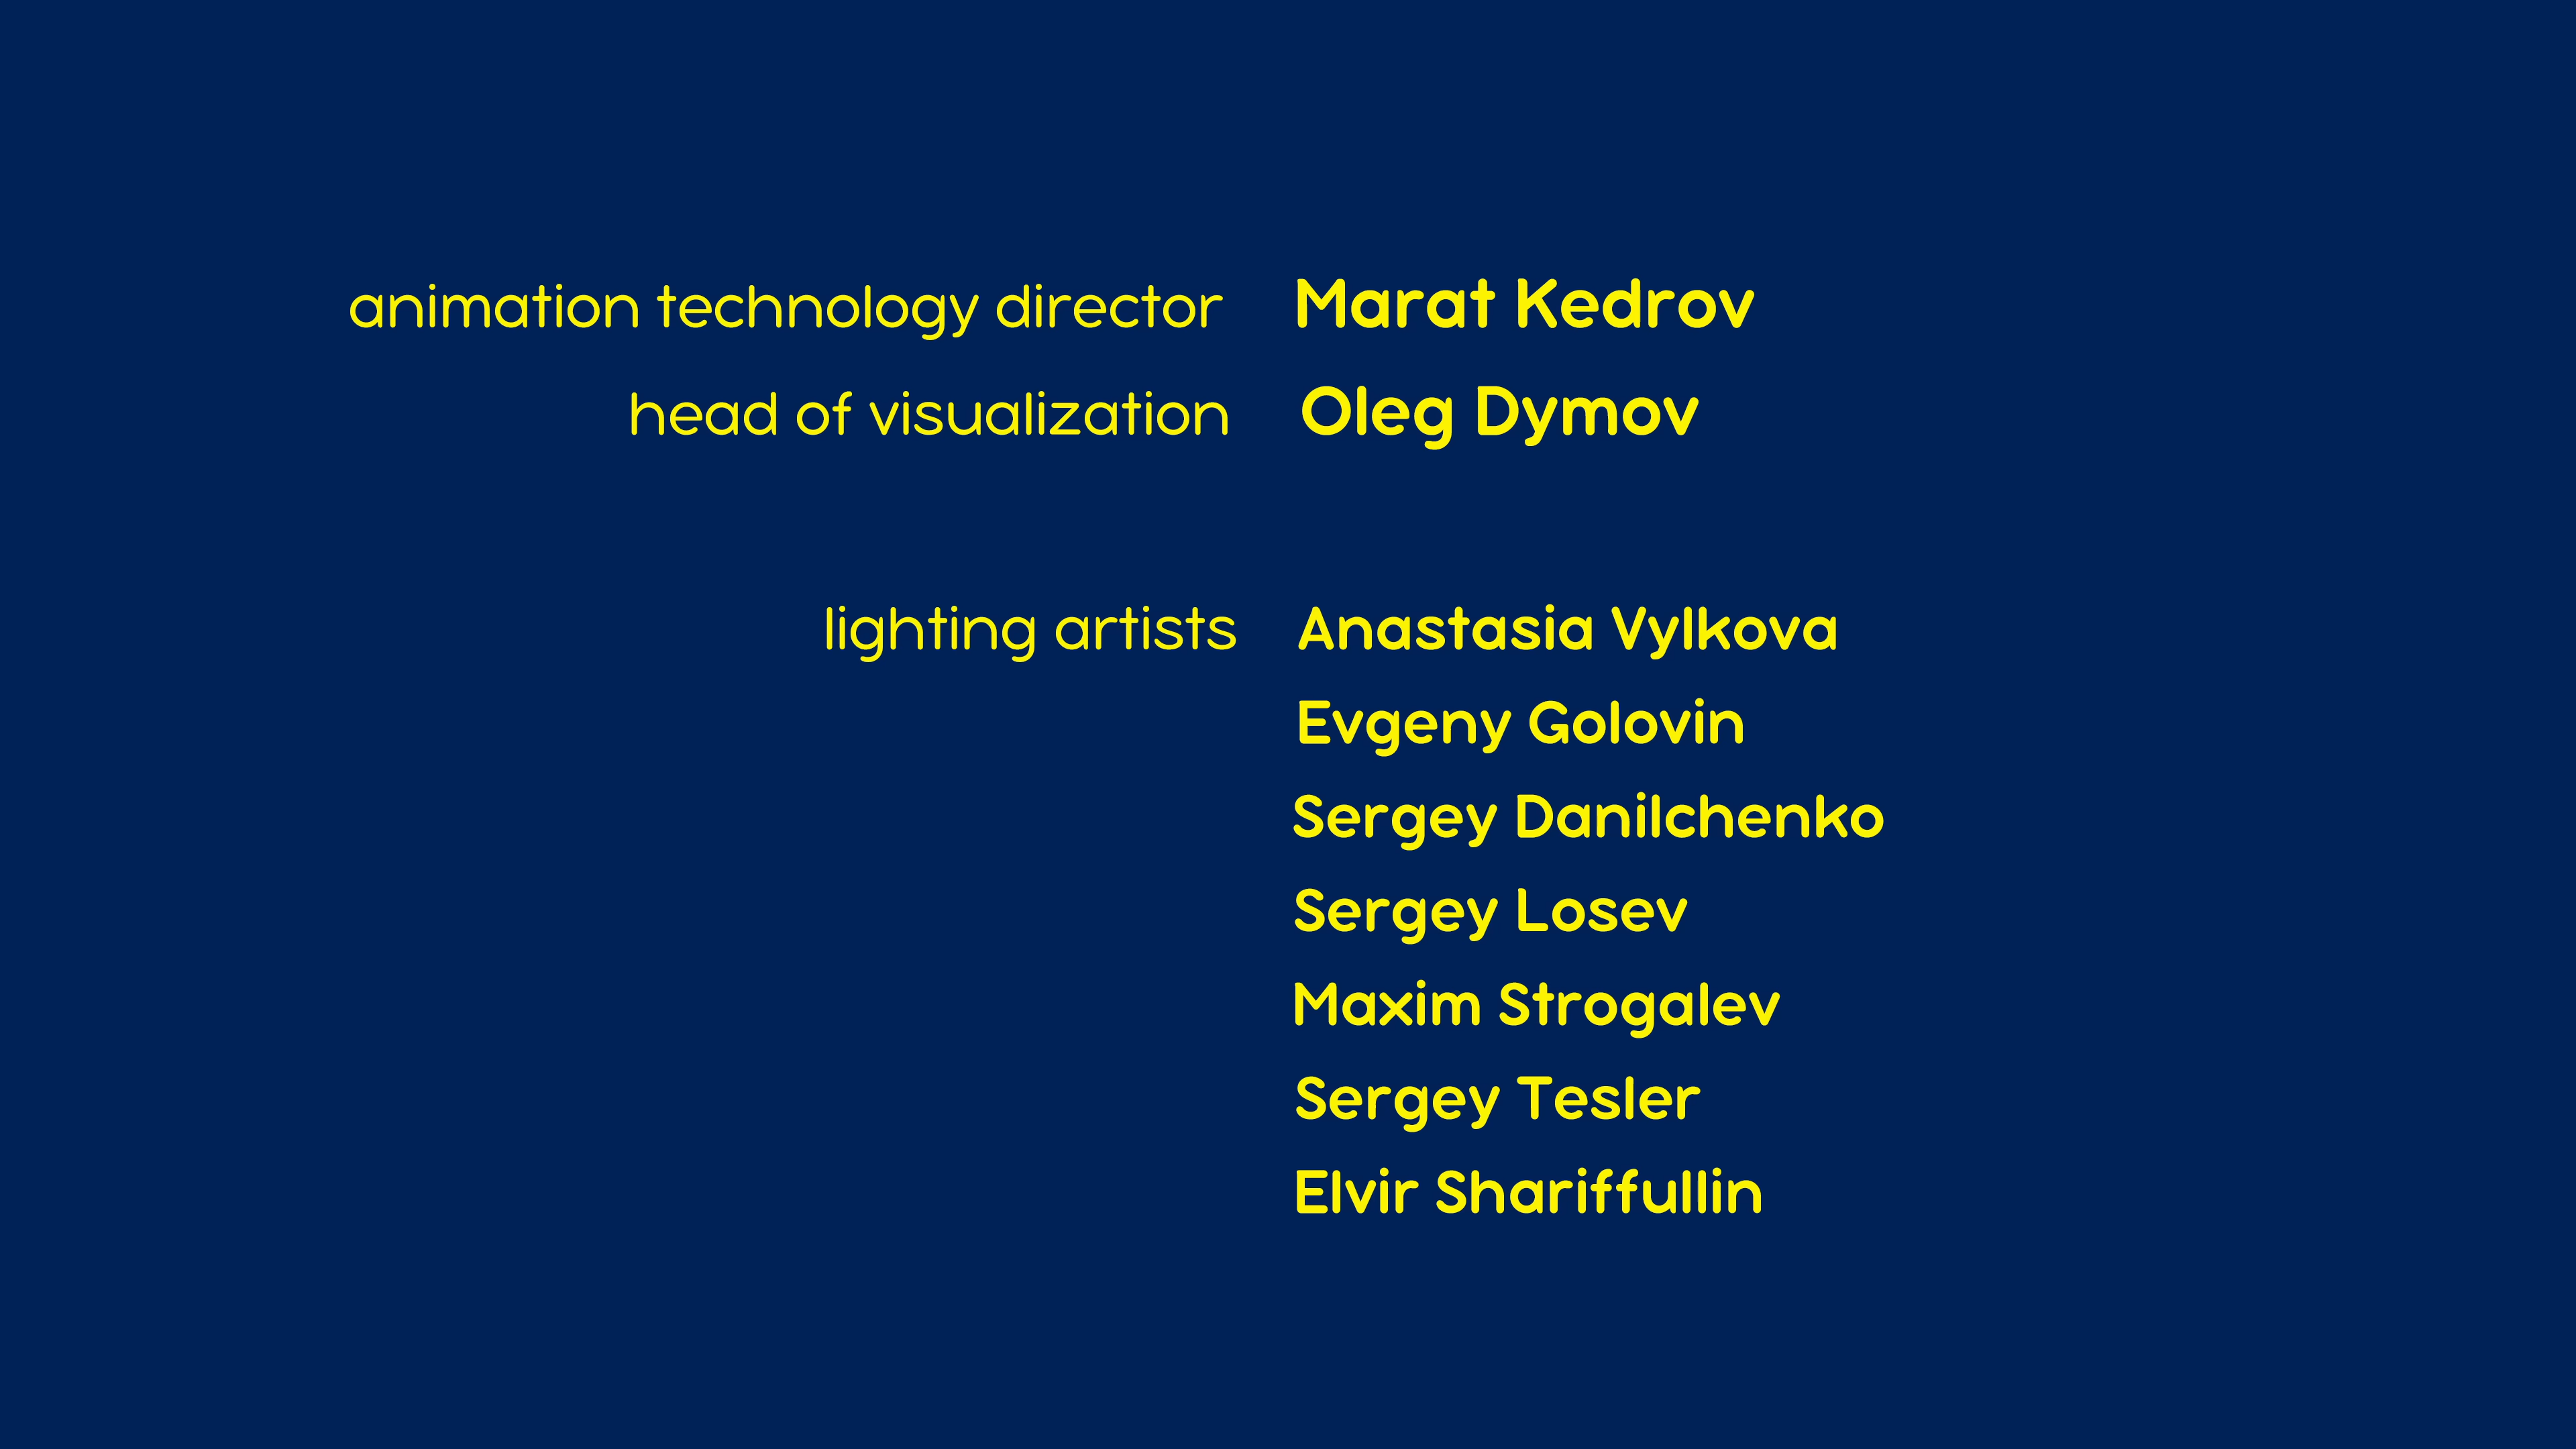 animation technology director Marat Kedrov
head of visualization Oleg Dymov
lighting artists Anastasia Vylkova
Evgeny Golovin
Sergey Danilchenko
Sergey Losev
Maxim Strogalev
Sergey Tesler
Elvir Shariffullin